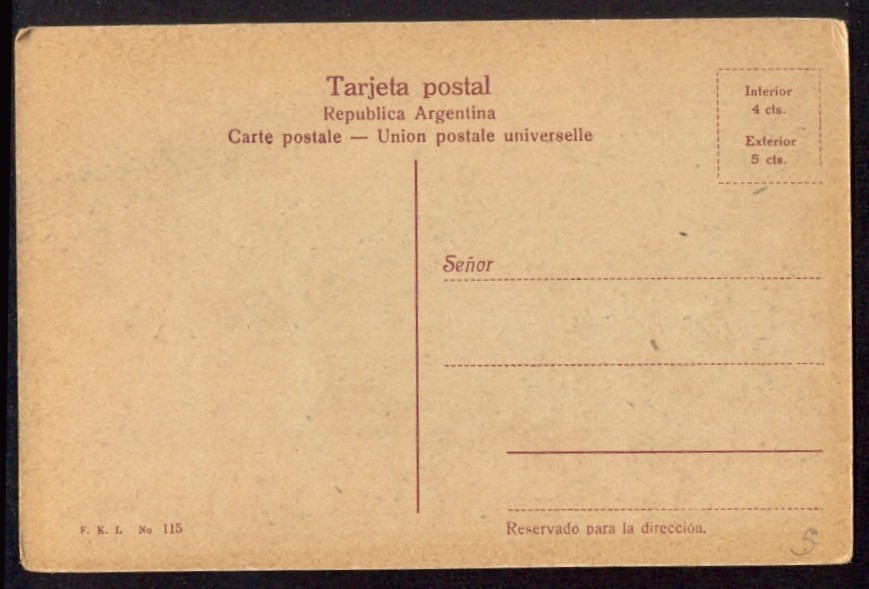 Tarjeta postal
Republica Argentina
Carte postale — Union postale universelle
Interior
4 cts.
Exterior
5 cts.
Señor
F. K. L No 115
Reservado para la dirección.
S